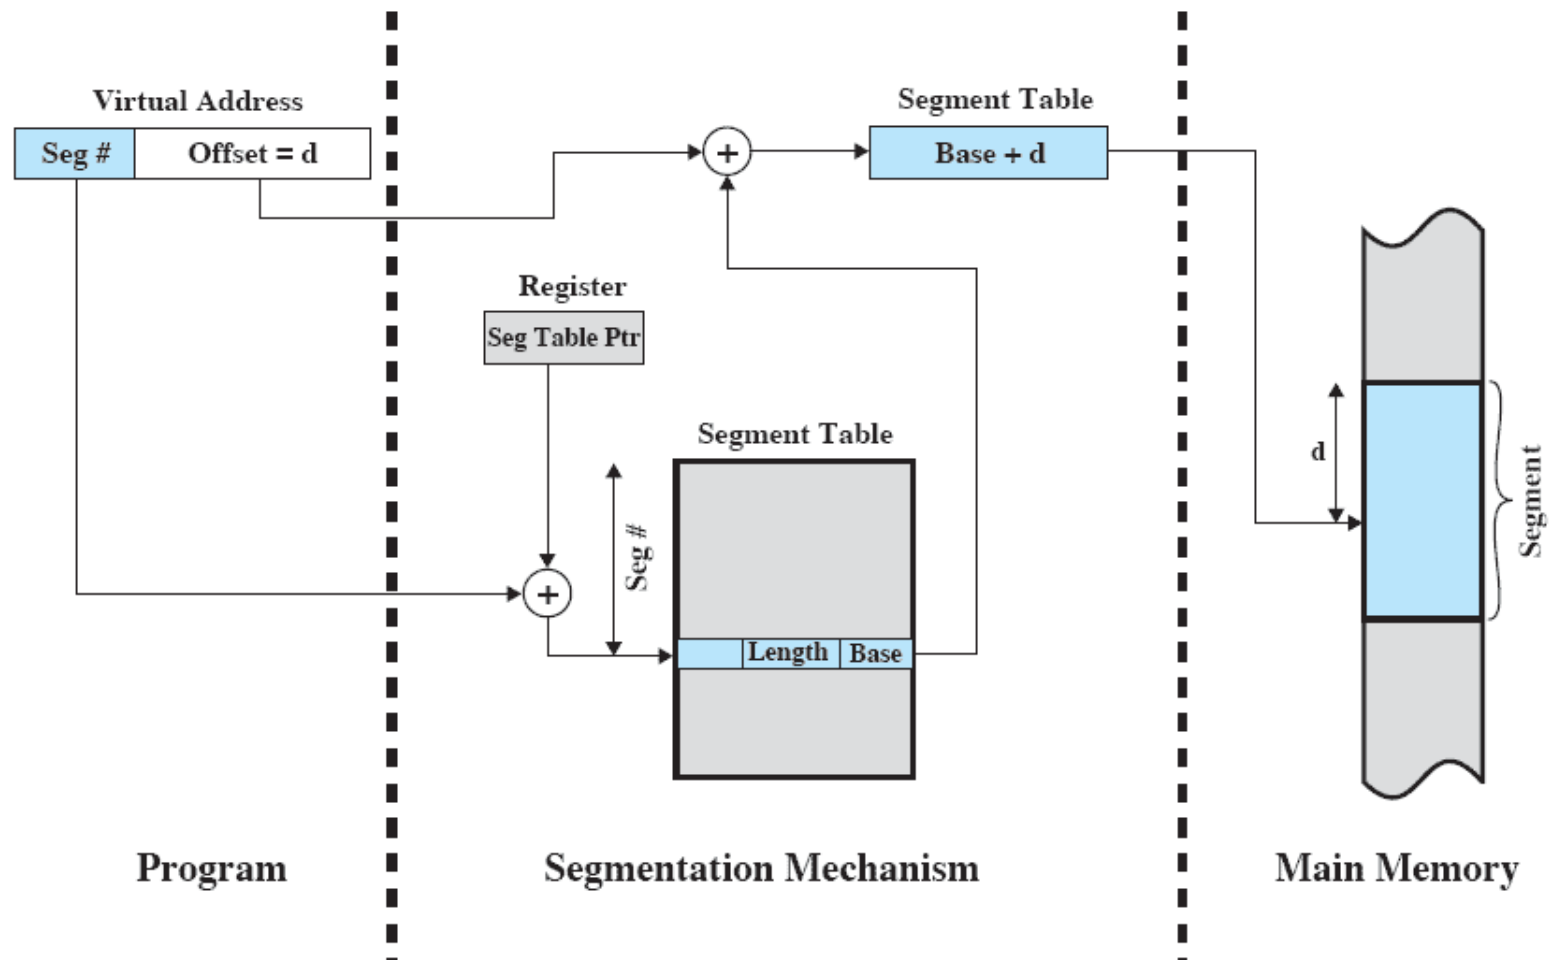 Virtual Address
Seg #
Offset = d
+
Segment Table
Base + d
Register
Seg Table Ptr
Segment Table
Seg #
+
Length
Base
d
Segment
Program
Segmentation Mechanism
Main Memory